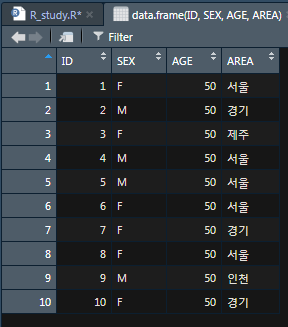 R_study.R* × data.frame(ID, SEX, AGE, AREA) ×
Filter
ID SEX AGE AREA
1 1 F 50 서울
2 2 M 50 경기
3 3 F 50 제주
4 4 M 50 서울
5 5 M 50 서울
6 6 F 50 서울
7 7 F 50 경기
8 8 F 50 서울
9 9 M 50 인천
10 10 F 50 경기